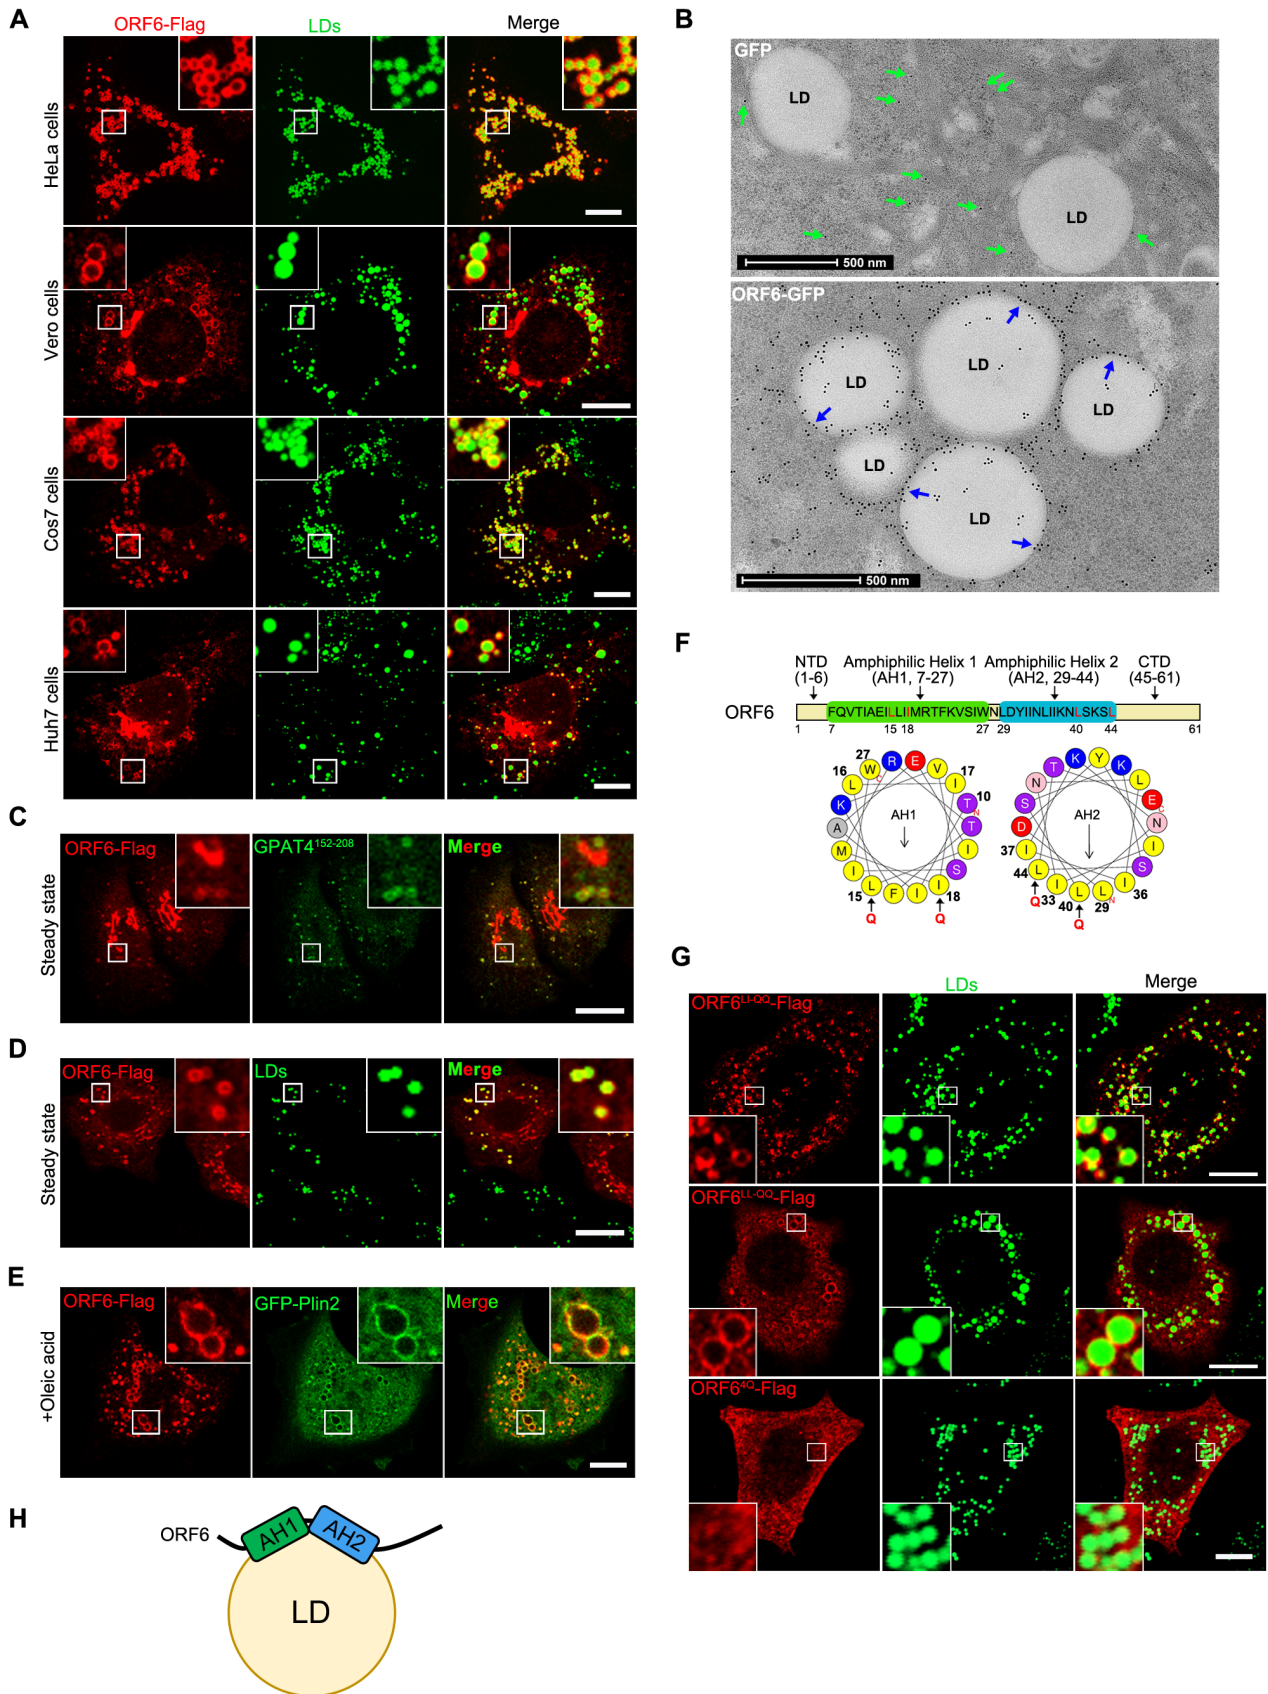 A
ORF6-Flag
LDs
Merge
HeLa cells
Vero cells
Cos7 cells
Huh7 cells
B
GFP
LD
LD
500 nm
ORF6-GFP
LD
LD
LD
LD
LD
500 nm
C
Steady state
ORF6-Flag
GPAT4152-208
Merge
D
Steady state
ORF6-Flag
LDs
Merge
E
+Oleic acid
ORF6-Flag
GFP-Plin2
Merge
F
NTD
(1-6)
Amphiphilic Helix 1
(AH1, 7-27)
Amphiphilic Helix 2
(AH2, 29-44)
CTD
(45-61)
ORF6
FQVTIAEILLIIMRTFKVSIWNLDYIINLIIKNLSKSL
1 7 15 18 27 29 40 44 61
27 W R E V I 17
16 L T 10 N
K T
A AH1 I
M S
I I 18
15 L F I
Q Q
T K Y K
N L
S E C
D AH2 N
37 I I
44 L S
I L L I 36
33 40 29 N
Q Q
G
LDs
Merge
ORF6LI-QQ-Flag
ORF6LL-QQ-Flag
ORF64Q-Flag
H
ORF6
AH1
AH2
LD